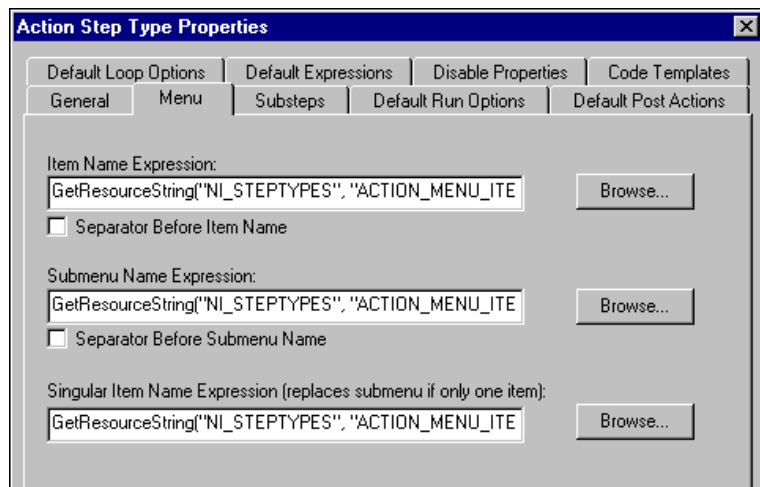 Action Step Type Properties
Default Loop Options Default Expressions Disable Properties Code Templates
General Menu Substeps Default Run Options Default Post Actions
Item Name Expression:
GetResourceString("NI_STEPTYPES", "ACTION_MENU_ITE Browse...
Separator Before Item Name
Submenu Name Expression:
GetResourceString("NI_STEPTYPES", "ACTION_MENU_ITE Browse...
Separator Before Submenu Name
Singular Item Name Expression (replaces submenu if only one item):
GetResourceString("NI_STEPTYPES", "ACTION_MENU_ITE Browse...